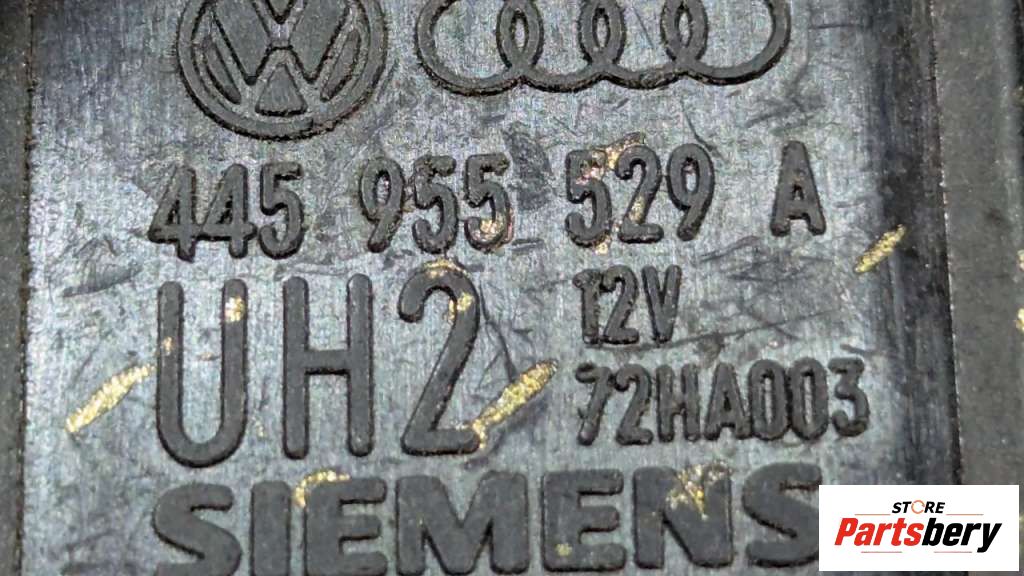 445 955 529 A
UH2
12V
72HA003
SIEMENS
STORE
Partsbery